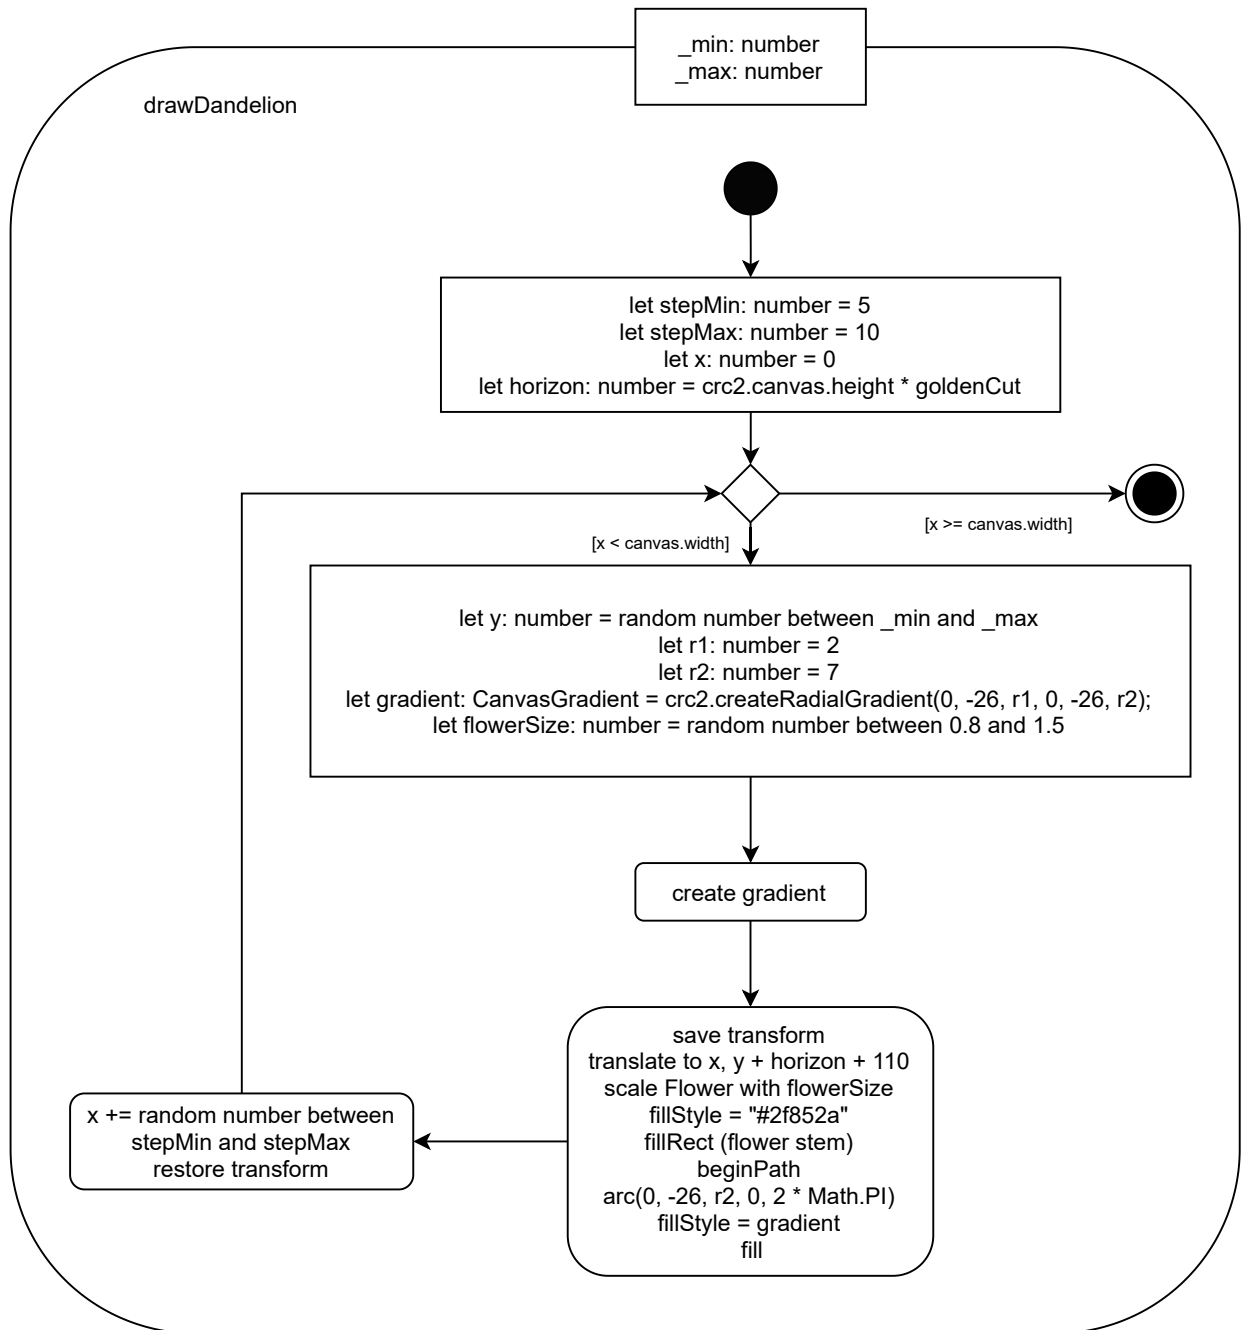 _min: number
_max: number
drawDandelion
let stepMin: number = 5
let stepMax: number = 10
let x: number = 0
let horizon: number = crc2.canvas.height * goldenCut
[x >= canvas.width]
[x < canvas.width]
let y: number = random number between _min and _max
let r1: number = 2
let r2: number = 7
let gradient: CanvasGradient = crc2.createRadialGradient(0, -26, r1, 0, -26, r2);
let flowerSize: number = random number between 0.8 and 1.5
create gradient
save transform
translate to x, y + horizon + 110
scale Flower with flowerSize
fillStyle = "#2f852a"
fillRect (flower stem)
beginPath
arc(0, -26, r2, 0, 2 * Math.PI)
fillStyle = gradient
fill
x += random number between
stepMin and stepMax
restore transform